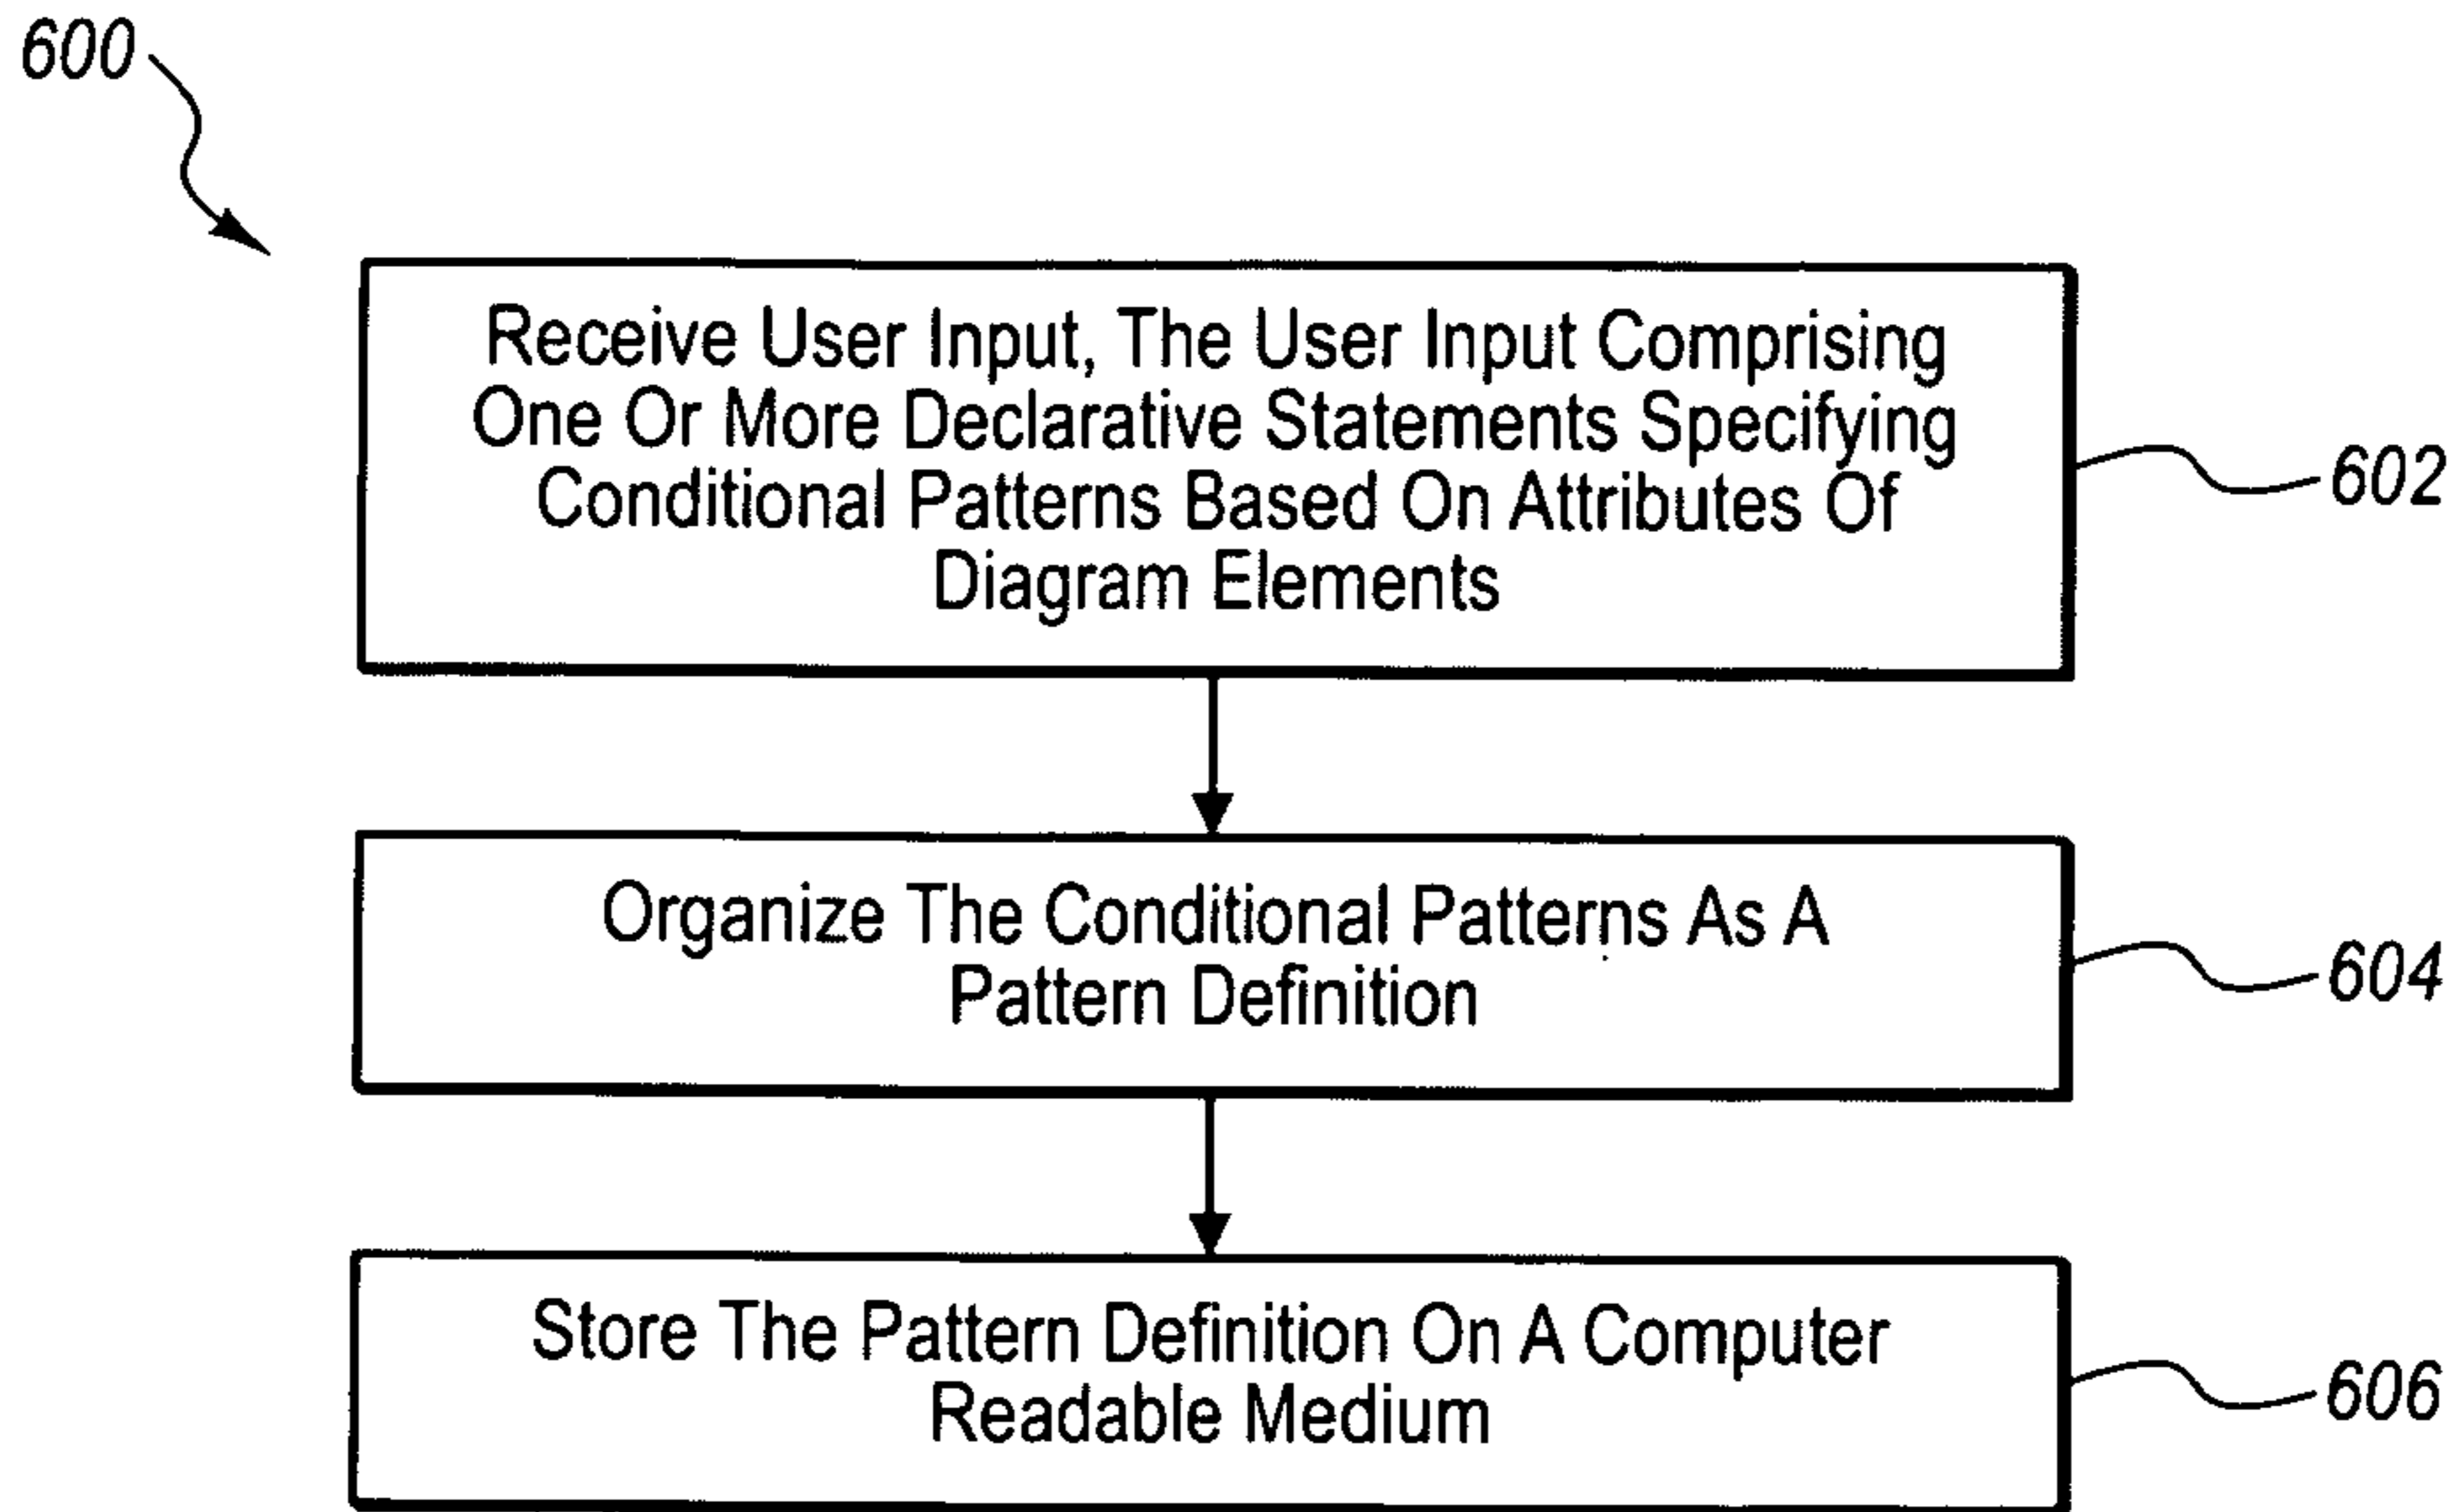 600
Receive User Input, The User Input Comprising
One Or More Declarative Statements Specifying
Conditional Patterns Based On Attributes Of
Diagram Elements
602
Organize The Conditional Patterns As A
Pattern Definition
604
Store The Pattern Definition On A Computer
Readable Medium
606